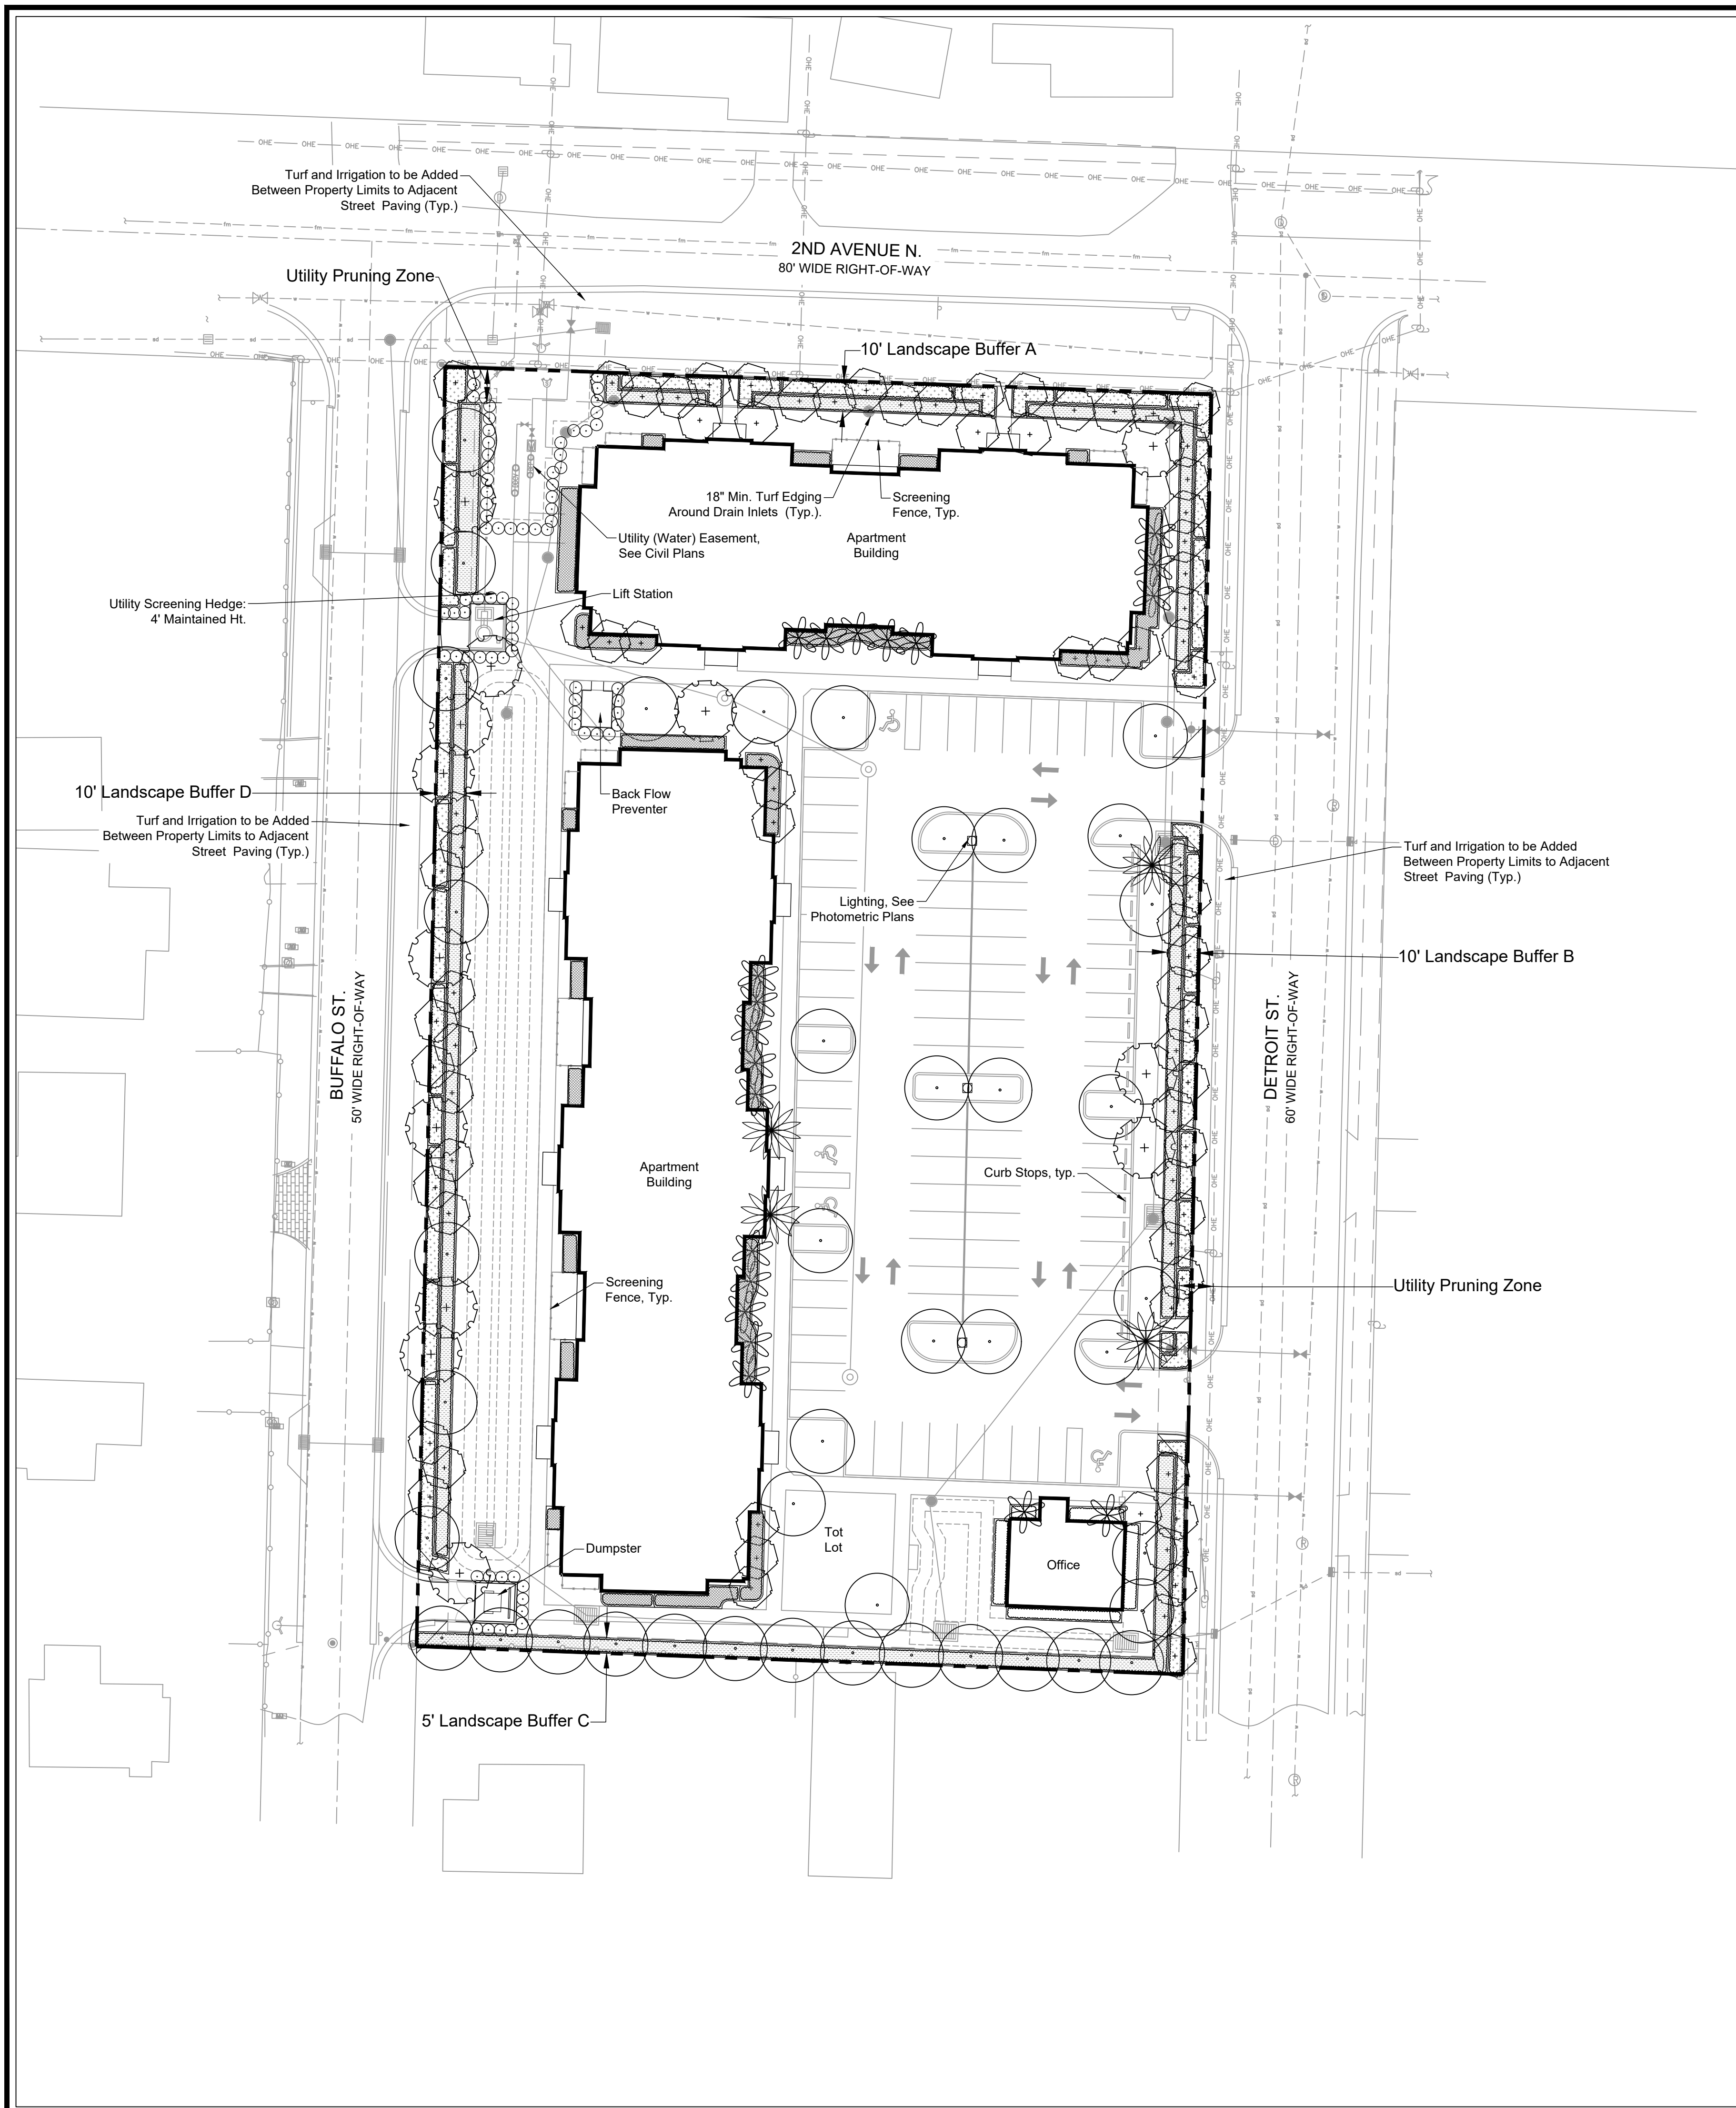 Turf and Irrigation to be Added
Between Property Limits to Adjacent
Street Paving (Typ.)
2ND AVENUE N.
80' WIDE RIGHT-OF-WAY
Utility Pruning Zone
10' Landscape Buffer A
18" Min. Turf Edging
Around Drain Inlets (Typ.).
Screening
Fence, Typ.
Utility (Water) Easement,
See Civil Plans
Apartment
Building
Utility Screening Hedge:
4' Maintained Ht.
Lift Station
10' Landscape Buffer D
Back Flow
Preventer
Turf and Irrigation to be Added
Between Property Limits to Adjacent
Street Paving (Typ.)
Turf and Irrigation to be Added
Between Property Limits to Adjacent
Street Paving (Typ.)
Lighting, See
Photometric Plans
10' Landscape Buffer B
BUFFALO ST.
50' WIDE RIGHT-OF-WAY
DETROIT ST.
60' WIDE RIGHT-OF-WAY
Apartment
Building
Curb Stops, typ.
Screening
Fence, Typ.
Utility Pruning Zone
Dumpster
Tot
Lot
Office
5' Landscape Buffer C